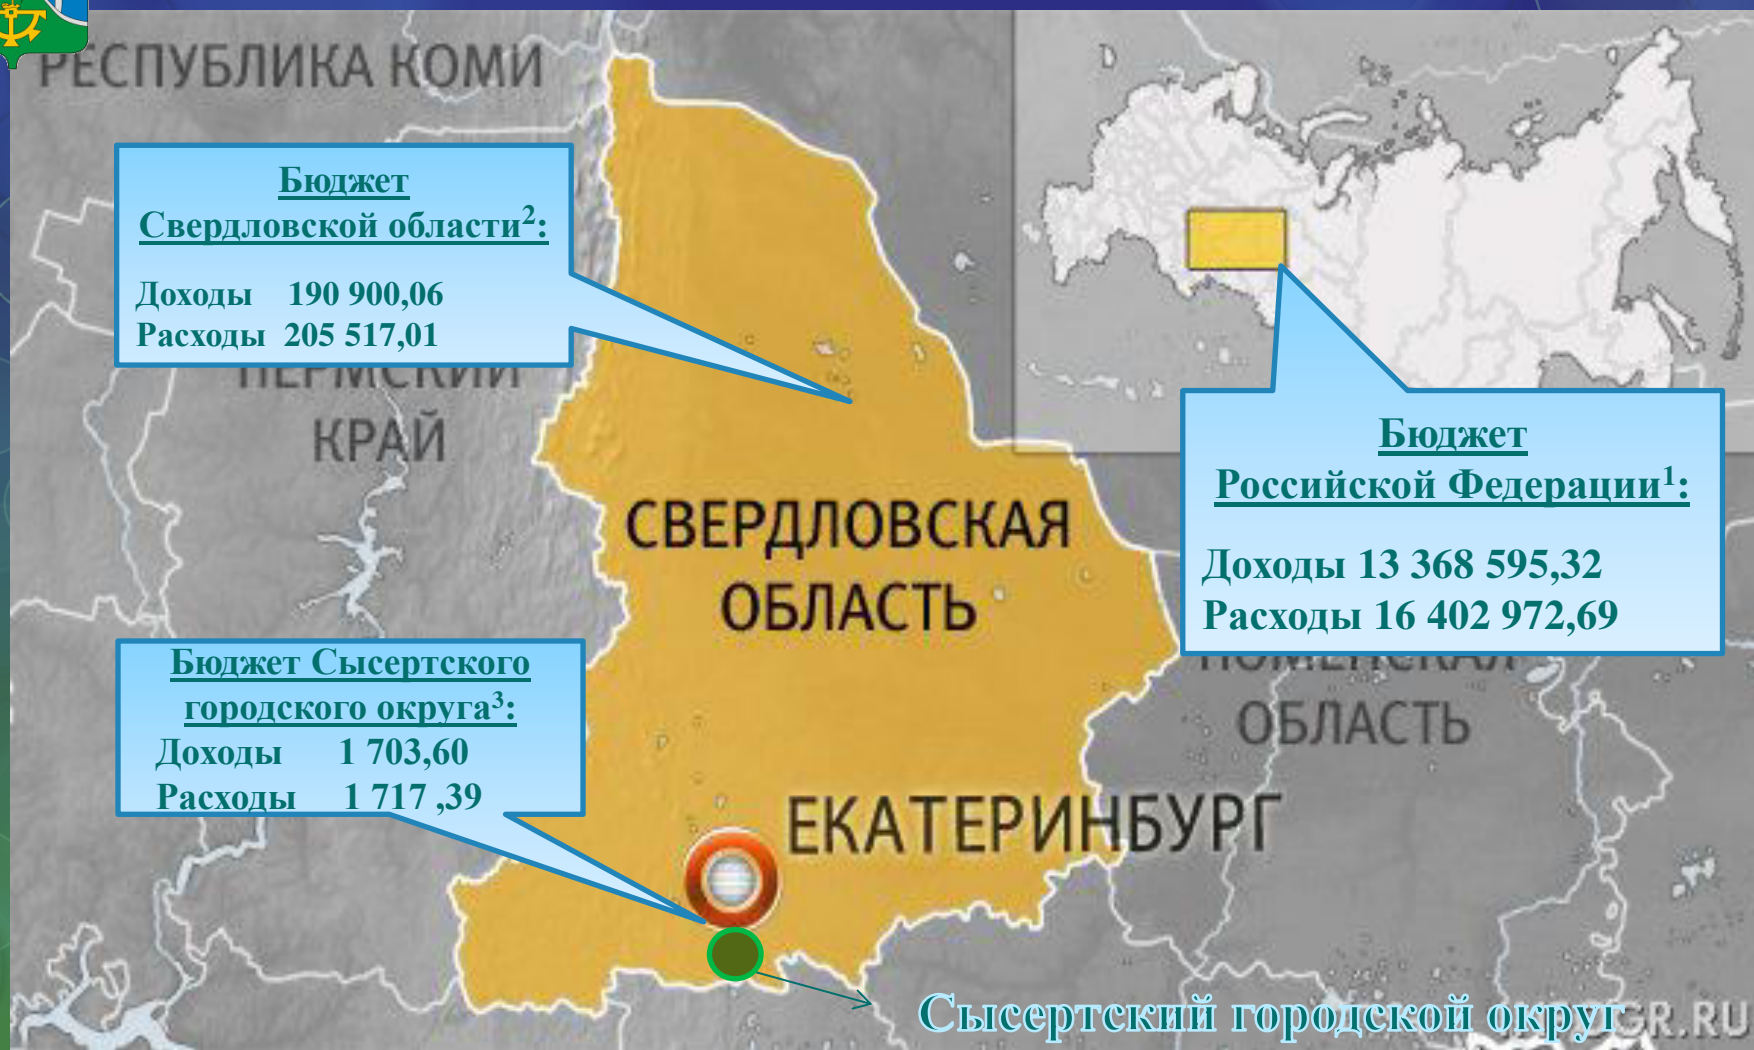 РЕСПУБЛИКА КОМИ
Бюджет
Свердловской области²:
Доходы 190 900,06
Расходы 205 517,01
ПЕРМСКИЙ
КРАЙ
Бюджет
Российской Федерации¹:
Доходы 13 368 595,32
Расходы 16 402 972,69
СВЕРДЛОВСКАЯ
ОБЛАСТЬ
ОБЛАСТЬ
Бюджет Сысертского
городского округа³:
Доходы 1 703,60
Расходы 1 717 ,39
ЕКАТЕРИНБУРГ
Сысертский городской округ